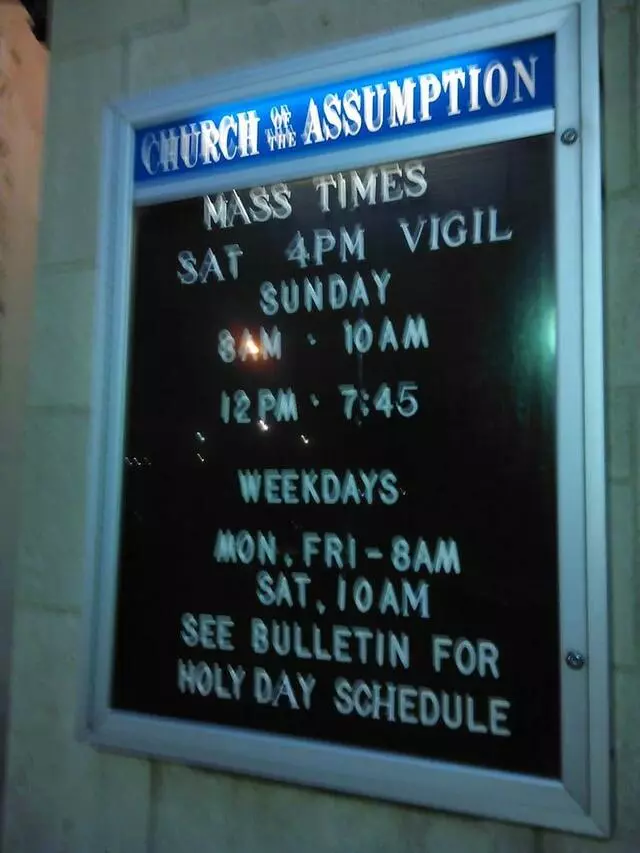 CHURCH OF THE ASSUMPTION
MASS TIMES
SAT 4PM VIGIL
SUNDAY
8AM · 10AM
12PM · 7:45
WEEKDAYS
MON. FRI - 8AM
SAT. 10AM
SEE BULLETIN FOR
HOLY DAY SCHEDULE